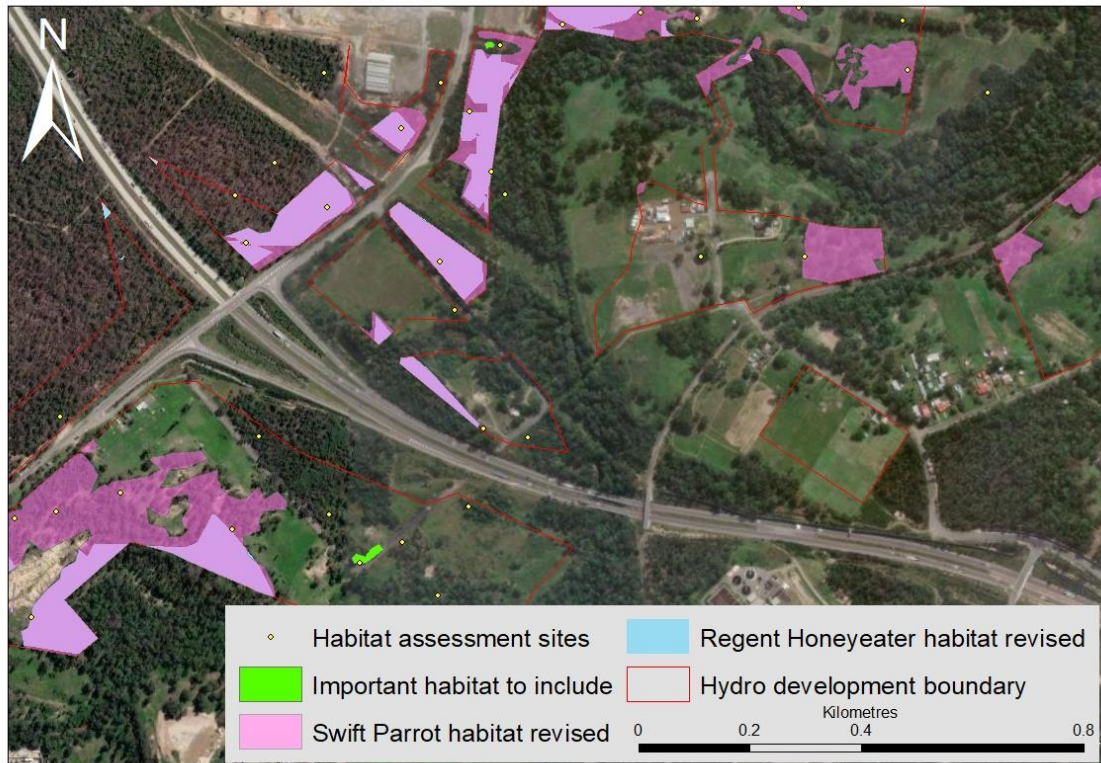 N
Habitat assessment sites
Regent Honeyeater habitat revised
Important habitat to include
Hydro development boundary
Swift Parrot habitat revised
Kilometres
0 0.2 0.4 0.8